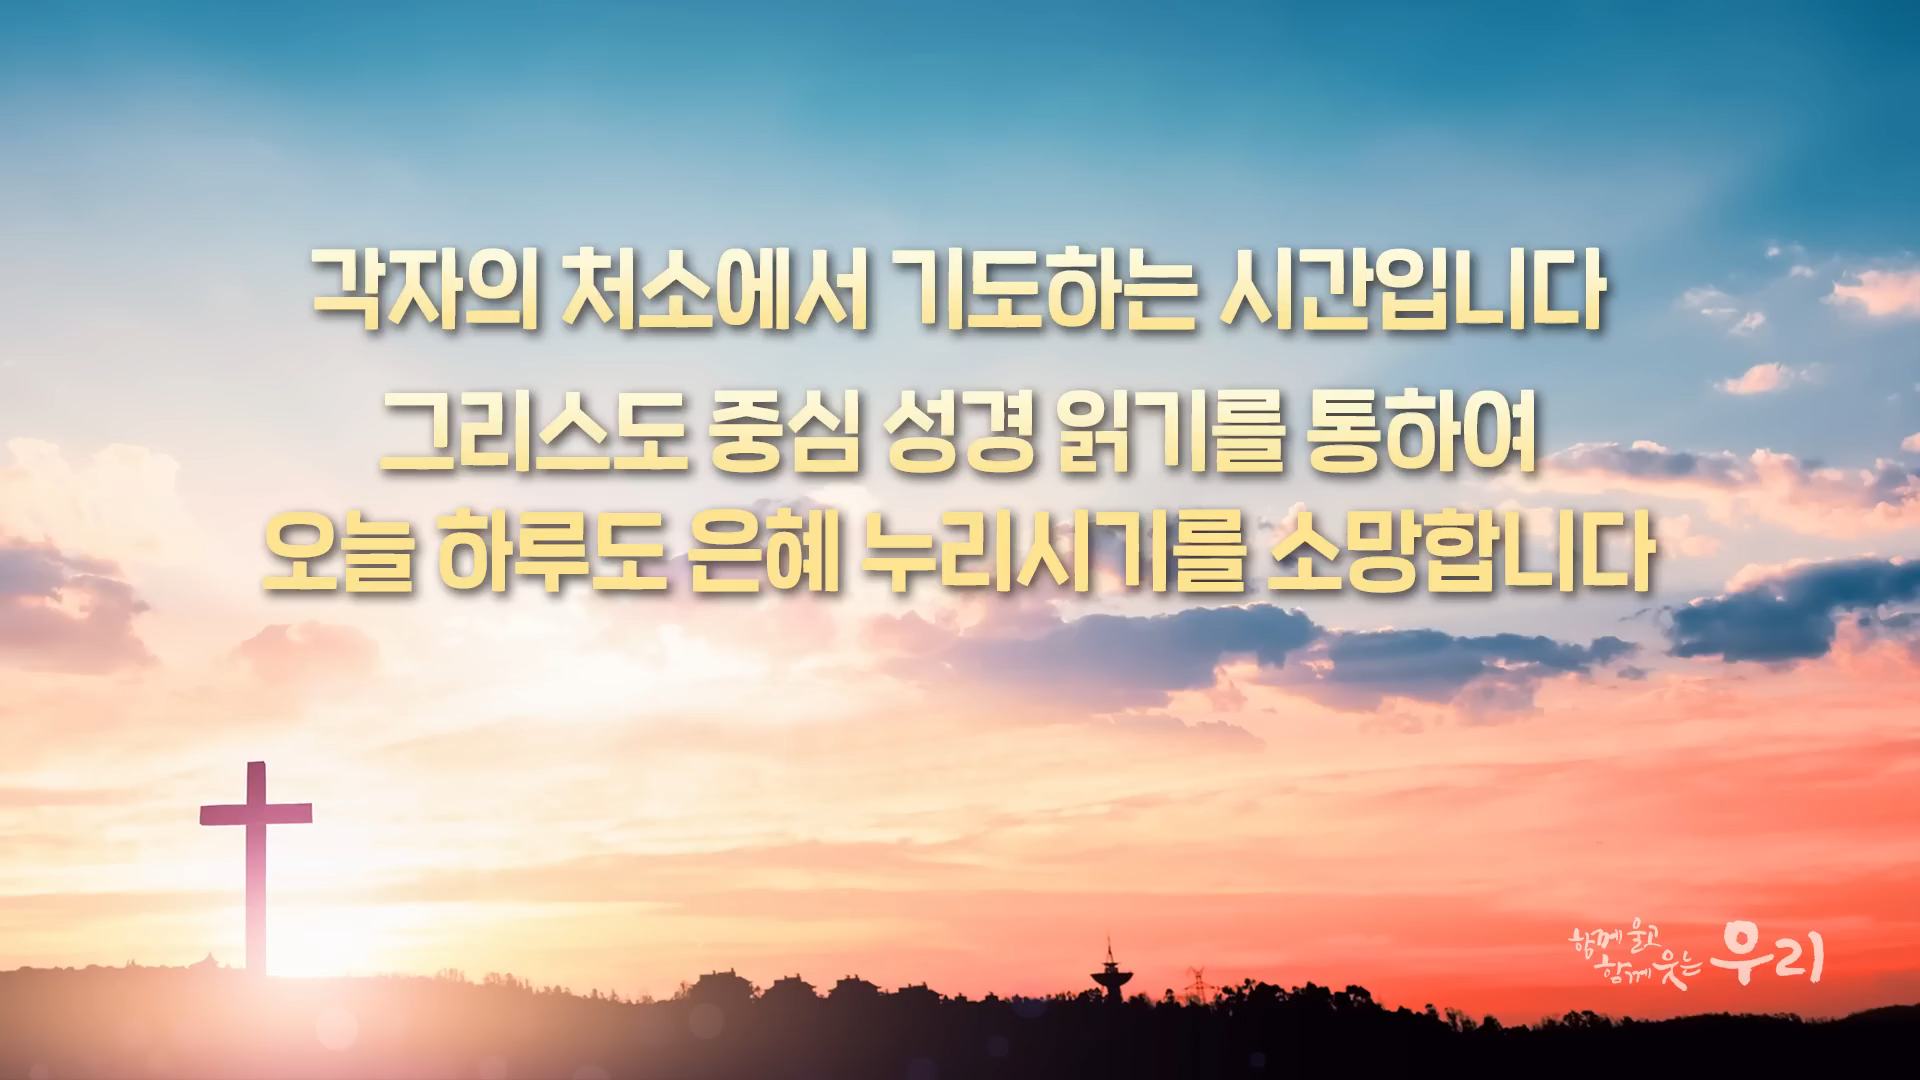 각자의 처소에서 기도하는 시간입니다
그리스도 중심 성경 읽기를 통하여
오늘 하루도 은혜 누리시기를 소망합니다
함께 울고
함께 웃는 우리